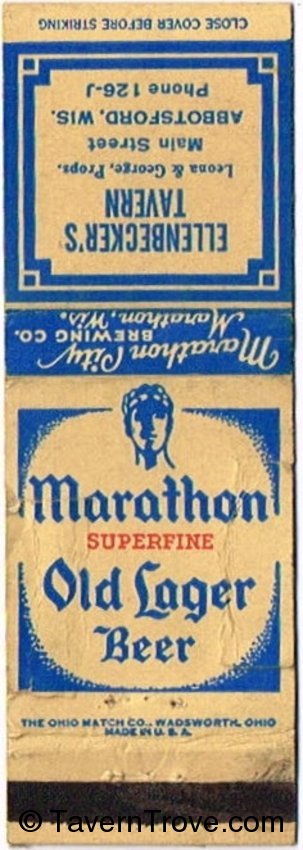 CLOSE COVER BEFORE STRIKING
ELLENBECKER'S
TAVERN
Leona & George, Props.
Main Street
ABBOTSFORD, WIS.
Phone 126-J
Marathon City
BREWING CO.
Marathon, Wis.
Marathon
SUPERFINE
Old Lager
Beer
THE OHIO MATCH CO., WADSWORTH, OHIO
MADE IN U.S.A.
© TavernTrove.com